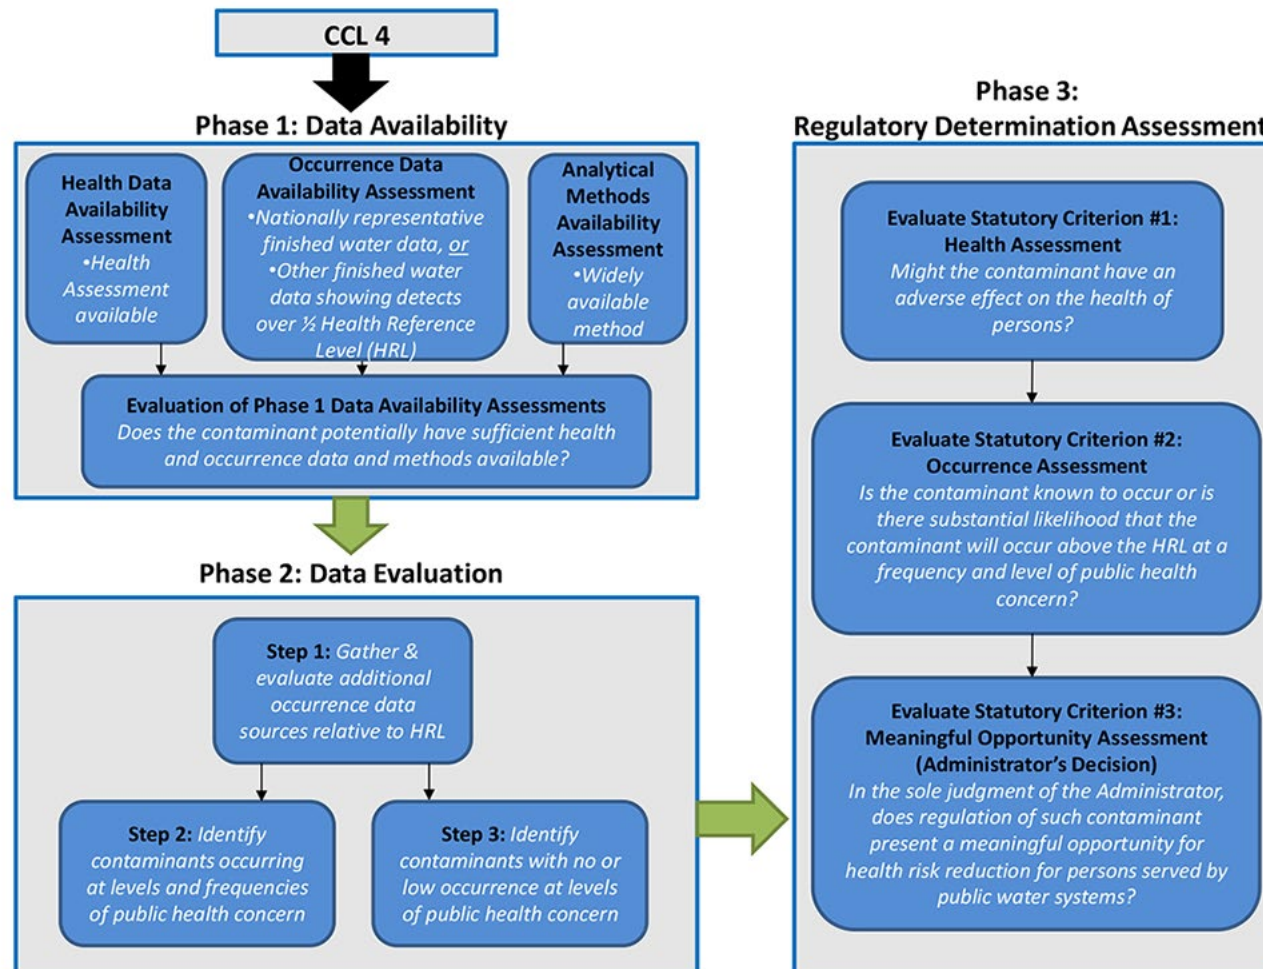 CCL 4
Phase 1: Data Availability
Health Data
Availability
Assessment
•Health
Assessment
available
Occurrence Data
Availability Assessment
•Nationally representative
finished water data, or
•Other finished water
data showing detects
over ½ Health Reference
Level (HRL)
Analytical
Methods
Availability
Assessment
•Widely
available
method
Evaluation of Phase 1 Data Availability Assessments
Does the contaminant potentially have sufficient health
and occurrence data and methods available?
Phase 2: Data Evaluation
Step 1: Gather &
evaluate additional
occurrence data
sources relative to HRL
Step 2: Identify
contaminants occurring
at levels and frequencies
of public health concern
Step 3: Identify
contaminants with no or
low occurrence at levels
of public health concern
Phase 3:
Regulatory Determination Assessment
Evaluate Statutory Criterion #1:
Health Assessment
Might the contaminant have an
adverse effect on the health of
persons?
Evaluate Statutory Criterion #2:
Occurrence Assessment
Is the contaminant known to occur or is
there substantial likelihood that the
contaminant will occur above the HRL at a
frequency and level of public health
concern?
Evaluate Statutory Criterion #3:
Meaningful Opportunity Assessment
(Administrator's Decision)
In the sole judgment of the Administrator,
does regulation of such contaminant
present a meaningful opportunity for
health risk reduction for persons served by
public water systems?